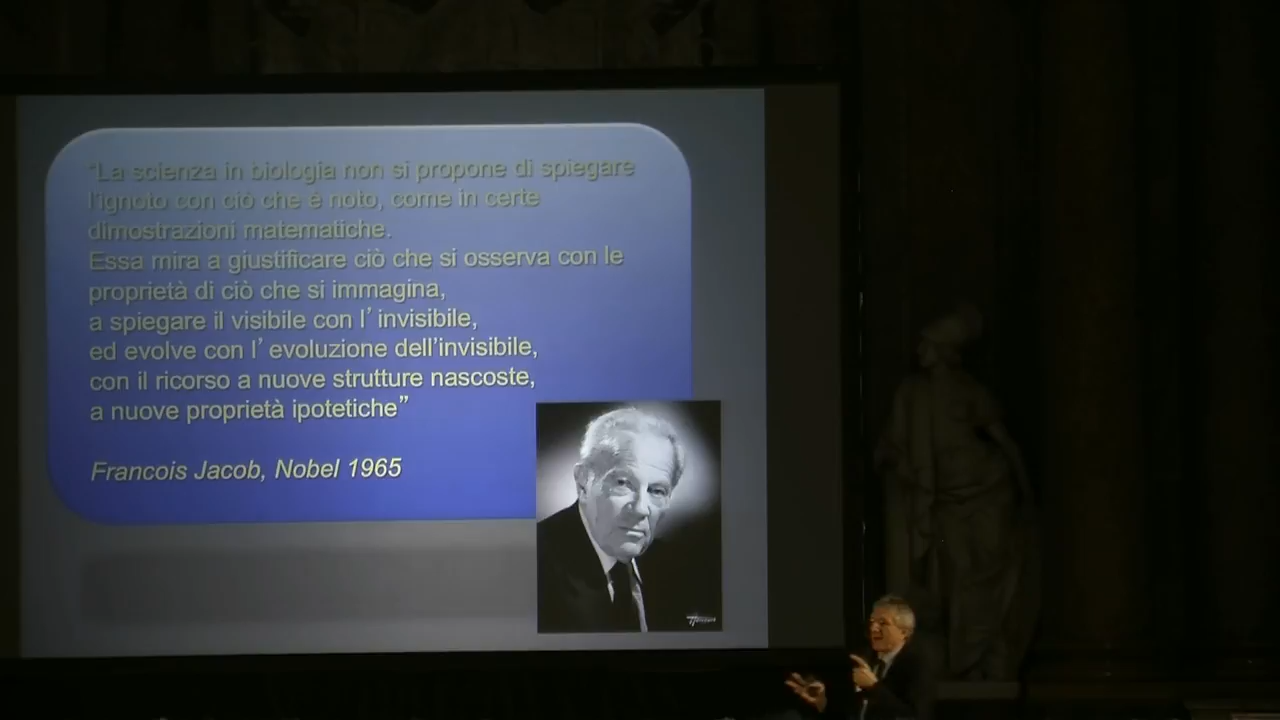 “La scienza in biologia non si propone di spiegare
l'ignoto con ciò che è noto, come in certe
dimostrazioni matematiche.
Essa mira a giustificare ciò che si osserva con le
proprietà di ciò che si immagina,
a spiegare il visibile con l’ invisibile,
ed evolve con l’ evoluzione dell'invisibile,
con il ricorso a nuove strutture nascoste,
a nuove proprietà ipotetiche”
Francois Jacob, Nobel 1965